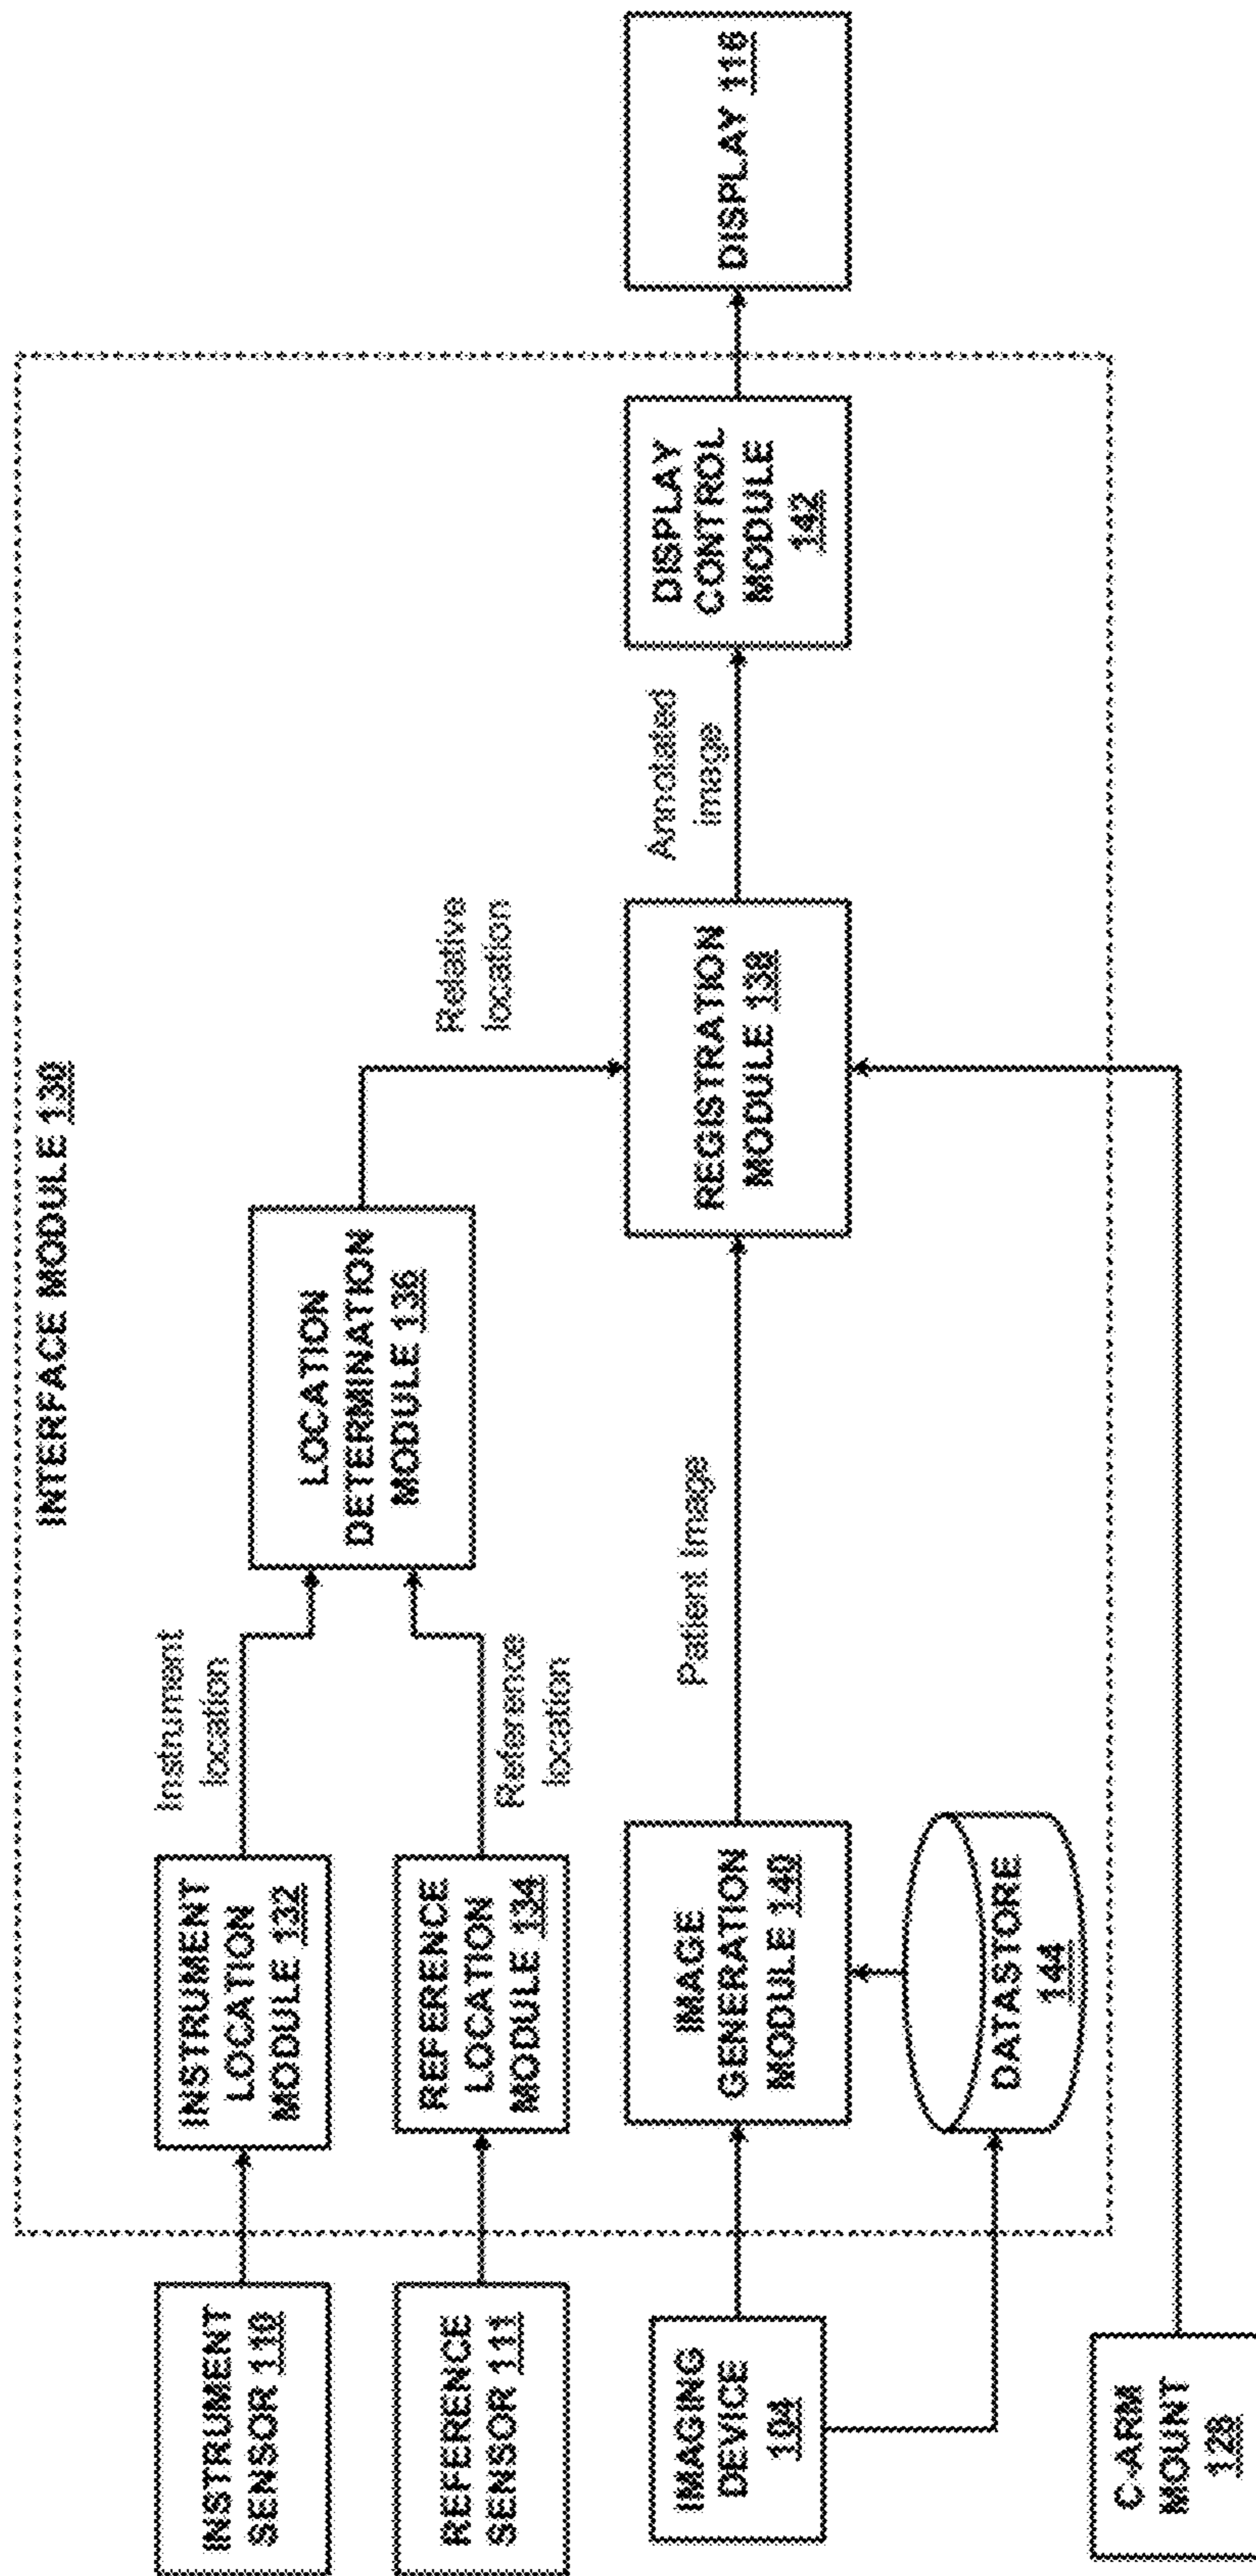 INTERFACE MODULE 130
INSTRUMENT
SENSOR 110
INSTRUMENT
LOCATION
MODULE 132
Instrument
location
REFERENCE
SENSOR 111
REFERENCE
LOCATION
MODULE 134
Reference
location
LOCATION
DETERMINATION
MODULE 136
Relative
location
IMAGING
DEVICE
104
IMAGE
GENERATION
MODULE 140
Patient Image
REGISTRATION
MODULE 138
Annotated
image
DISPLAY
CONTROL
MODULE
142
DISPLAY 116
DATASTORE
144
C-ARM
MOUNT
128